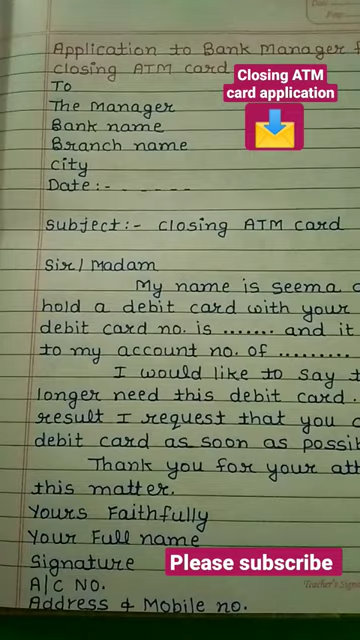 Application to Bank Manager f
closing ATM card
Closing ATM
card application
To
The Manager
Bank name
Branch name
city
Date:- - - - - - -
Subject:- closing ATM card
Sir/Madam
My name is seema a
hold a debit card with your
debit card no. is ....... and it
to my account no. of .........
I would like to say t
longer need this debit card.
result I request that you c
debit card as soon as possib
Thank you for your att
this matter.
Yours Faithfully
Your Full name
Signature
Please subscribe
A/C NO.
Teacher's Sign
Address & Mobile no.